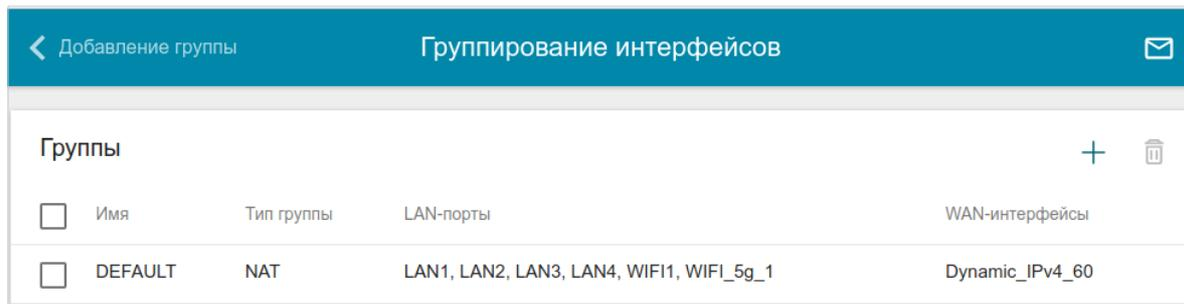 Добавление группы Группирование интерфейсов
Группы
Имя Тип группы LAN-порты WAN-интерфейсы
DEFAULT NAT LAN1, LAN2, LAN3, LAN4, WIFI1, WIFI_5g_1 Dynamic_IPv4_60